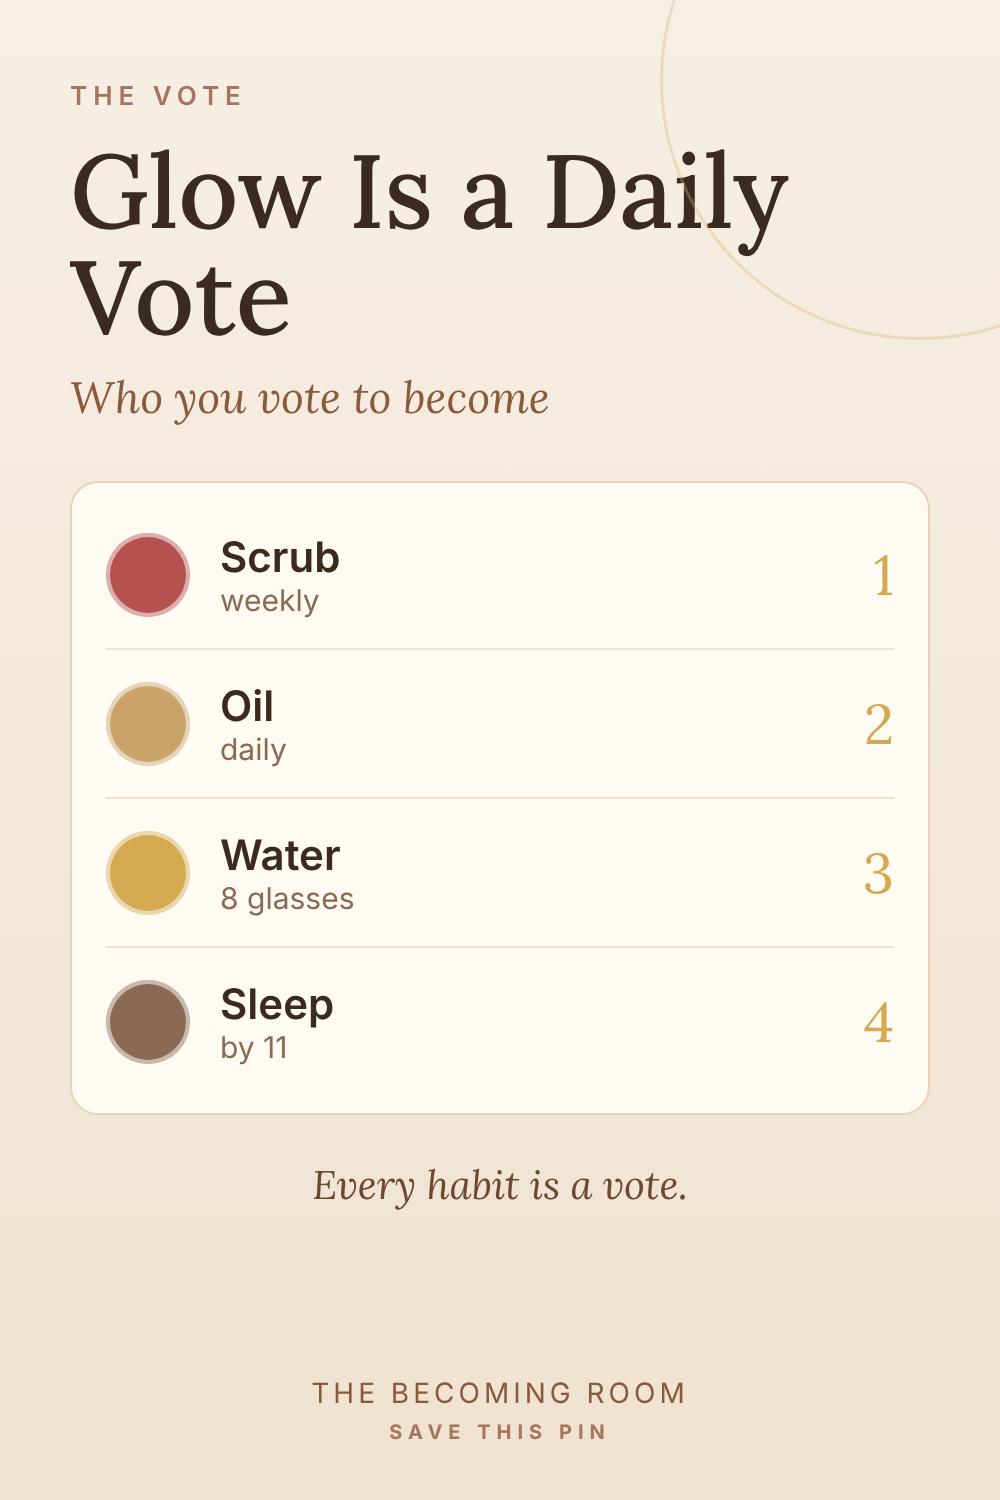 THE VOTE
Glow Is a Daily
Vote
Who you vote to become
Scrub
weekly
1
Oil
daily
2
Water
8 glasses
3
Sleep
by 11
4
Every habit is a vote.
THE BECOMING ROOM
SAVE THIS PIN